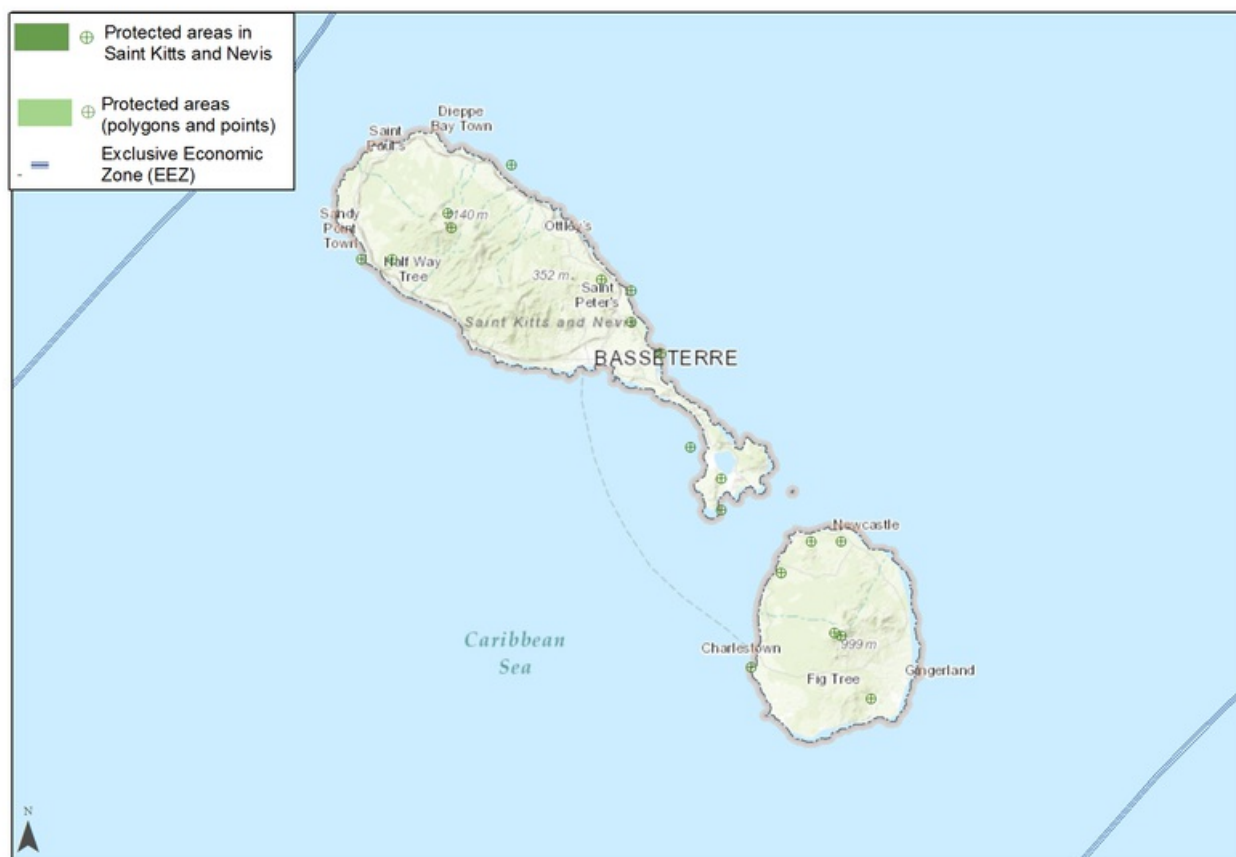 Protected areas in
Saint Kitts and Nevis
Protected areas
(polygons and points)
Exclusive Economic
Zone (EEZ)
Dieppe
Bay Town
Saint
Paul's
Sandy
Point
Town
140 m
Ottley's
Half Way
Tree
352 m
Saint
Peter's
Saint Kitts and Nevis
BASSETERRE
Newcastle
Caribbean
Sea
Charlestown
999 m
Fig Tree
Gingerland
N